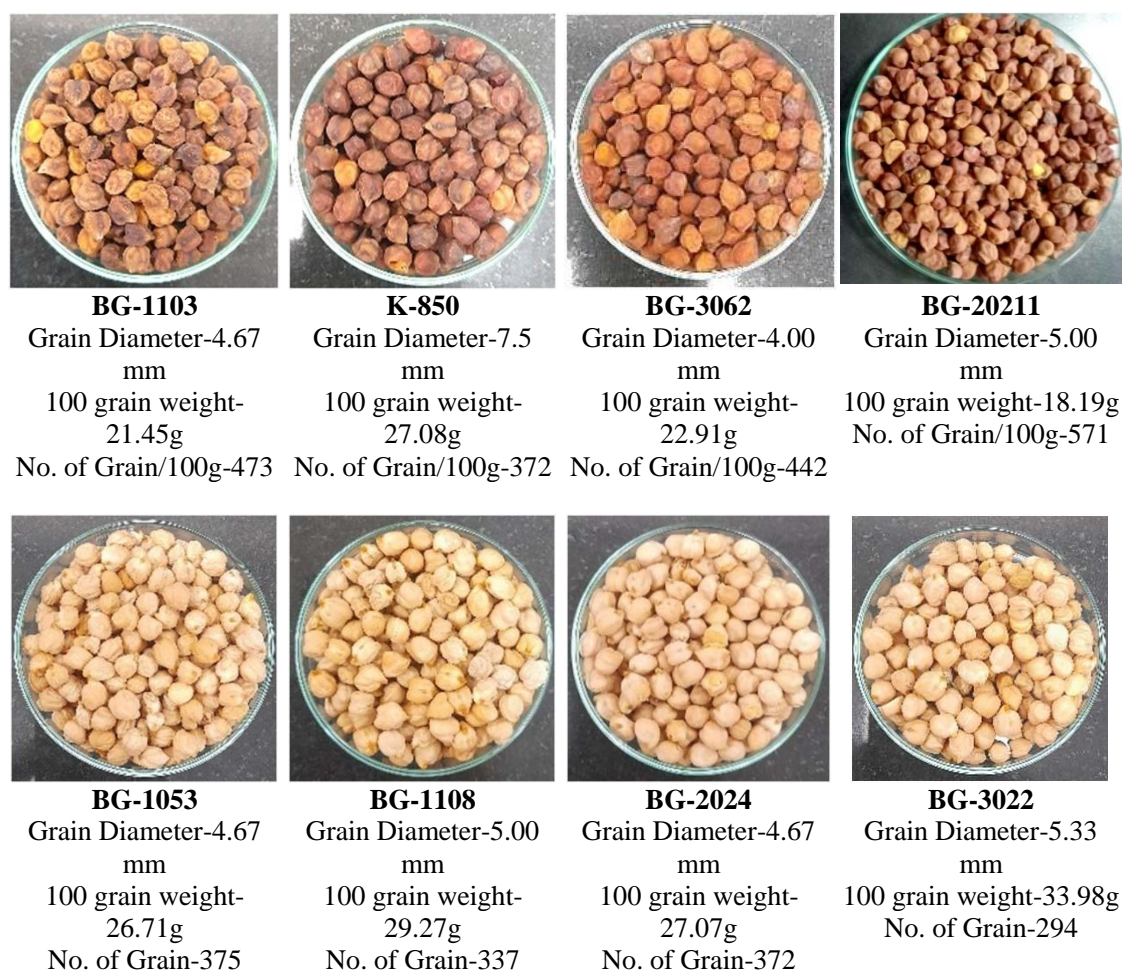 BG-1103
Grain Diameter-4.67
mm
100 grain weight-
21.45g
No. of Grain/100g-473
K-850
Grain Diameter-7.5
mm
100 grain weight-
27.08g
No. of Grain/100g-372
BG-3062
Grain Diameter-4.00
mm
100 grain weight-
22.91g
No. of Grain/100g-442
BG-20211
Grain Diameter-5.00
mm
100 grain weight-18.19g
No. of Grain/100g-571
BG-1053
Grain Diameter-4.67
mm
100 grain weight-
26.71g
No. of Grain-375
BG-1108
Grain Diameter-5.00
mm
100 grain weight-
29.27g
No. of Grain-337
BG-2024
Grain Diameter-4.67
mm
100 grain weight-
27.07g
No. of Grain-372
BG-3022
Grain Diameter-5.33
mm
100 grain weight-33.98g
No. of Grain-294